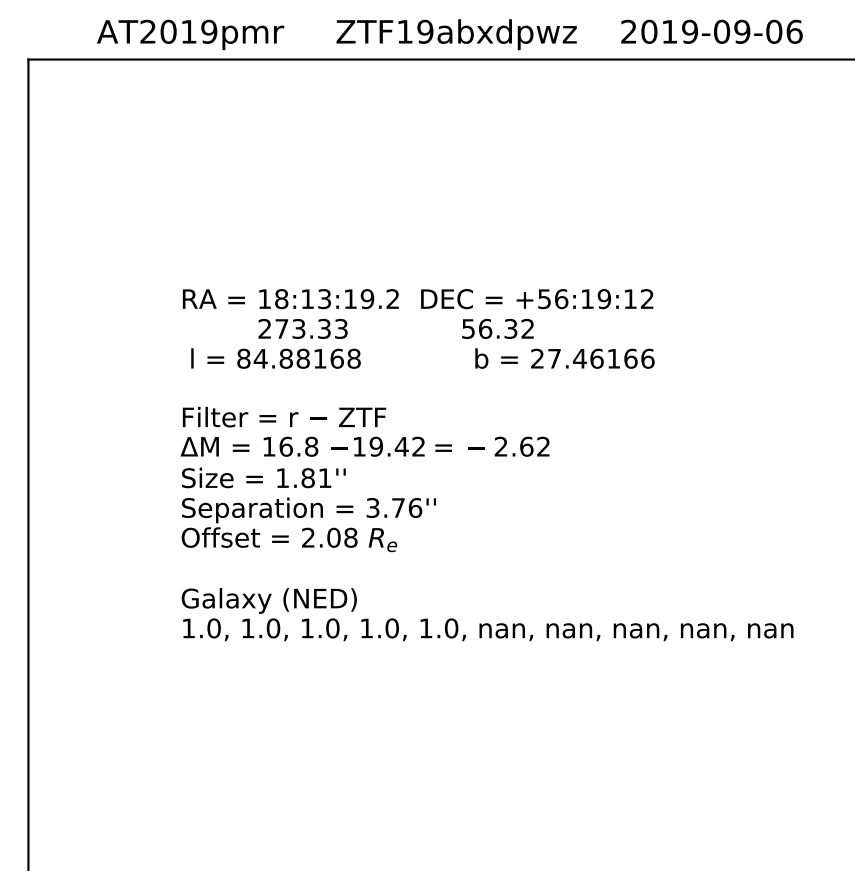 AT2019pmr ZTF19abxdpwz 2019-09-06
RA = 18:13:19.2 DEC = +56:19:12
273.33 56.32
l = 84.88168 b = 27.46166
Filter = r − ZTF
ΔM = 16.8 −19.42 = − 2.62
Size = 1.81''
Separation = 3.76''
Offset = 2.08 Re
Galaxy (NED)
1.0, 1.0, 1.0, 1.0, 1.0, nan, nan, nan, nan, nan